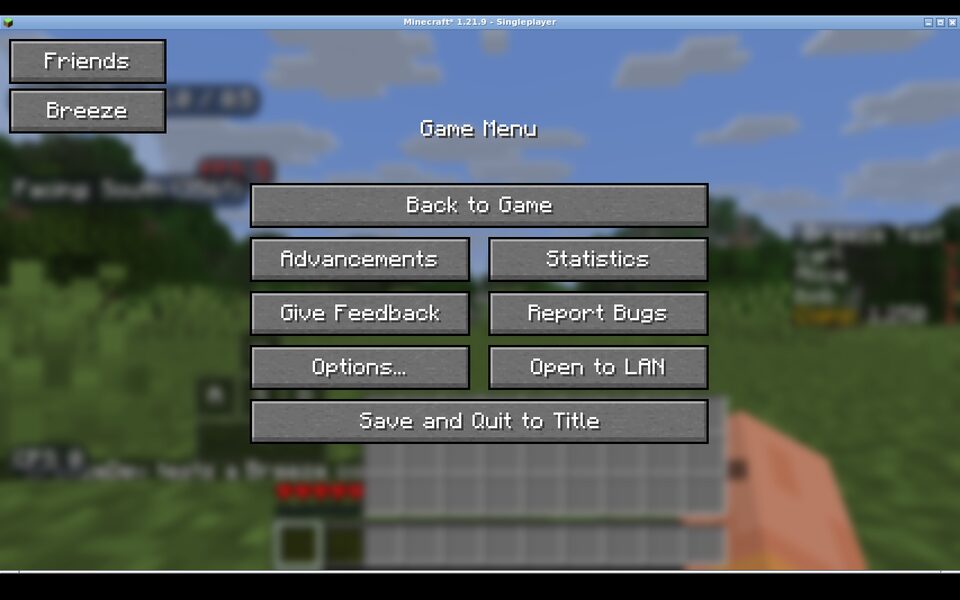 Minecraft* 1.21.9 - Singleplayer
Friends
Breeze
Game Menu
Back to Game
Advancements
Statistics
Give Feedback
Report Bugs
Options...
Open to LAN
Save and Quit to Title